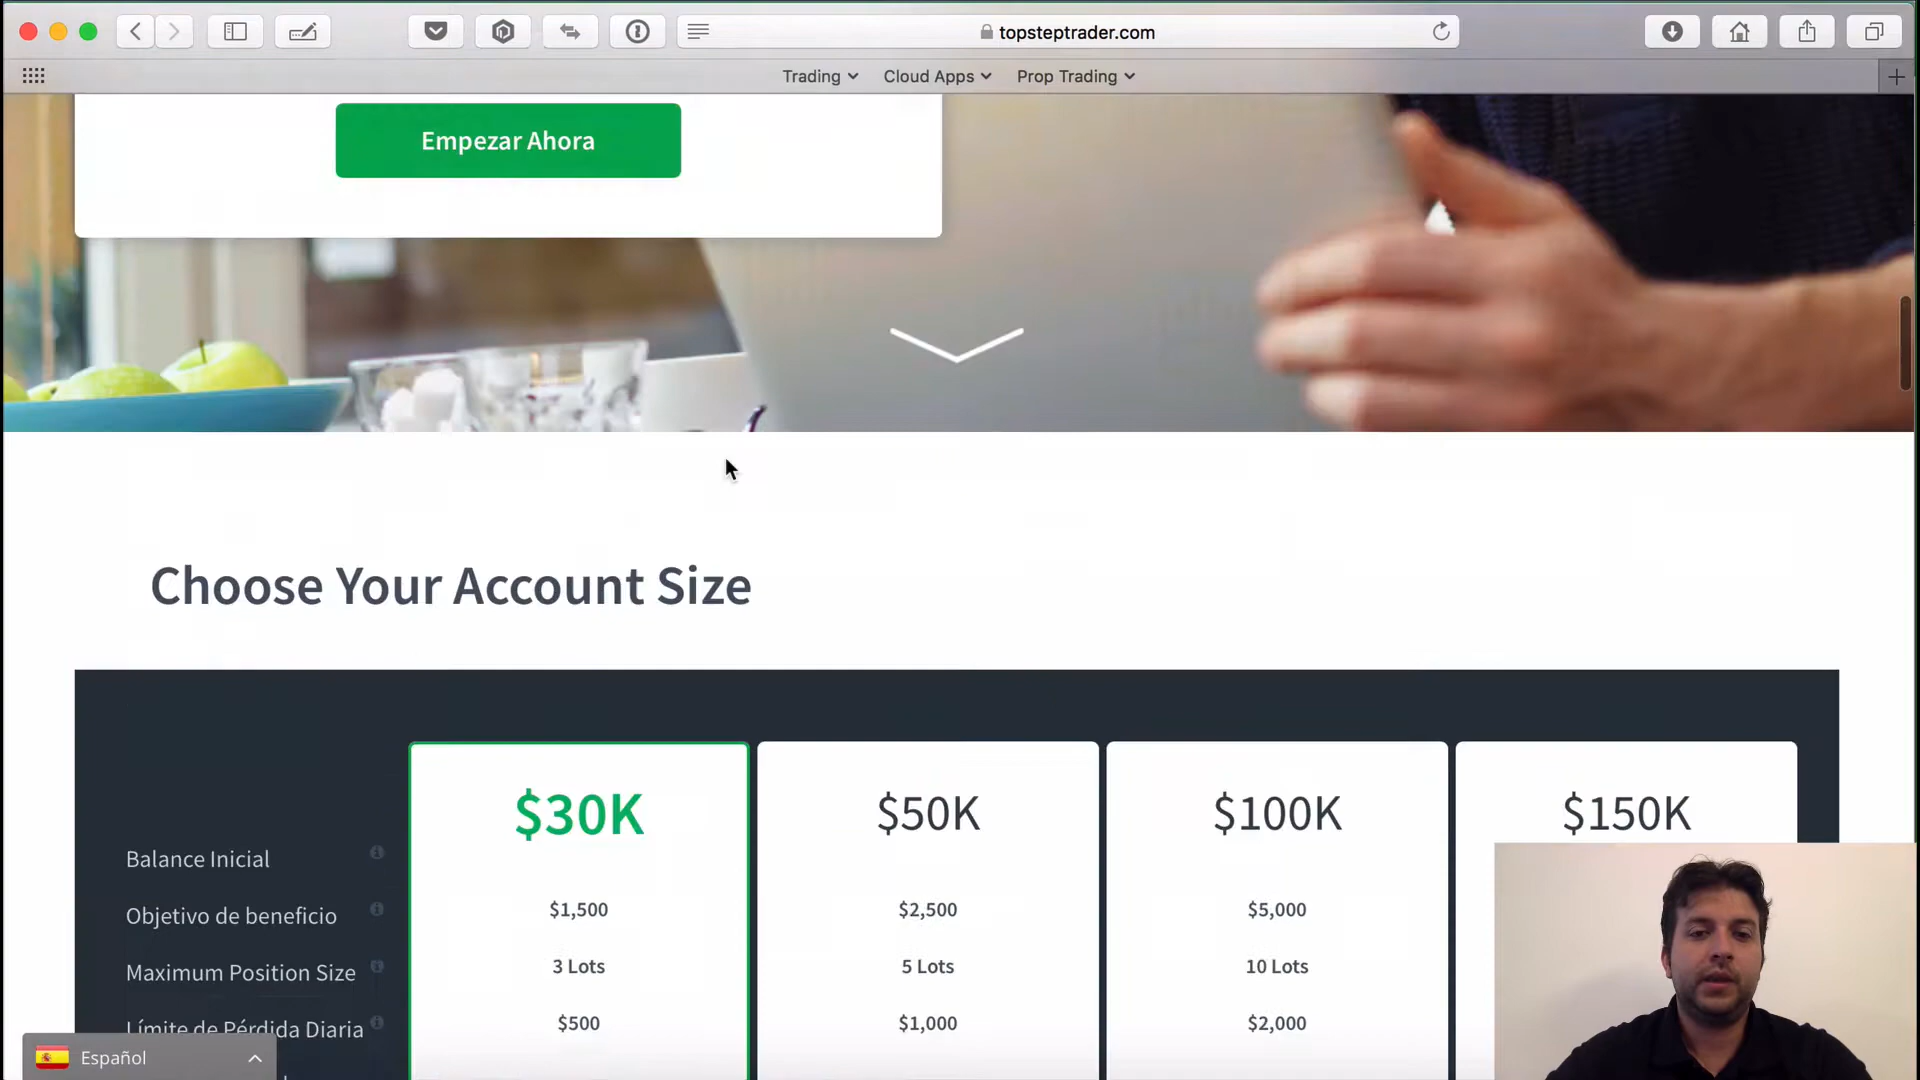 topsteptrader.com
Trading
Cloud Apps
Prop Trading
Empezar Ahora
Choose Your Account Size
$30K
$50K
$100K
$150K
Balance Inicial
Objetivo de beneficio
$1,500
$2,500
$5,000
Maximum Position Size
3 Lots
5 Lots
10 Lots
Límite de Pérdida Diaria
$500
$1,000
$2,000
Español